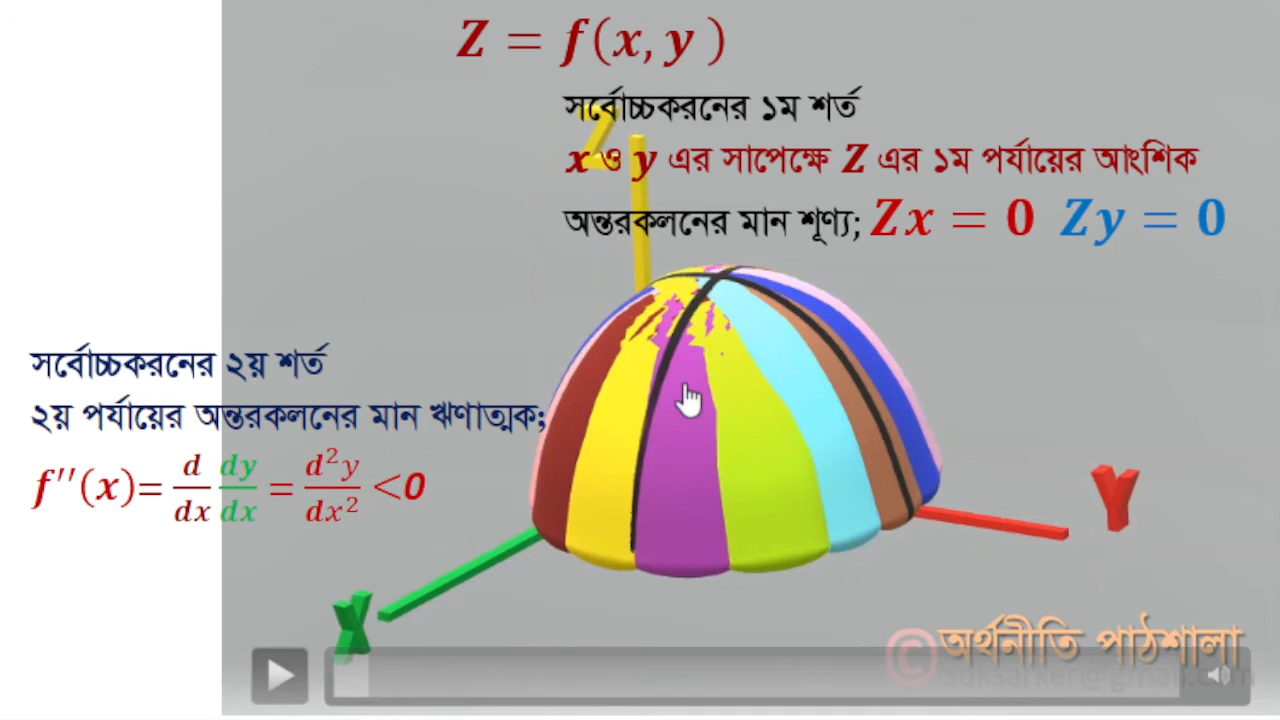 Z = f(x, y )
সর্বোচ্চকরনের ১ম শর্ত
Z
x ও y এর সাপেক্ষে Z এর ১ম পর্যায়ের আংশিক
অন্তরকলনের মান শূণ্য; Zx = 0 Zy = 0
সর্বোচ্চকরনের ২য় শর্ত
২য় পর্যায়ের অন্তরকলনের মান ঋণাত্মক;
f''(x)= d/dx dy/dx = d²y/dx² <0
Y
X
© অর্থনীতি পাঠশালা